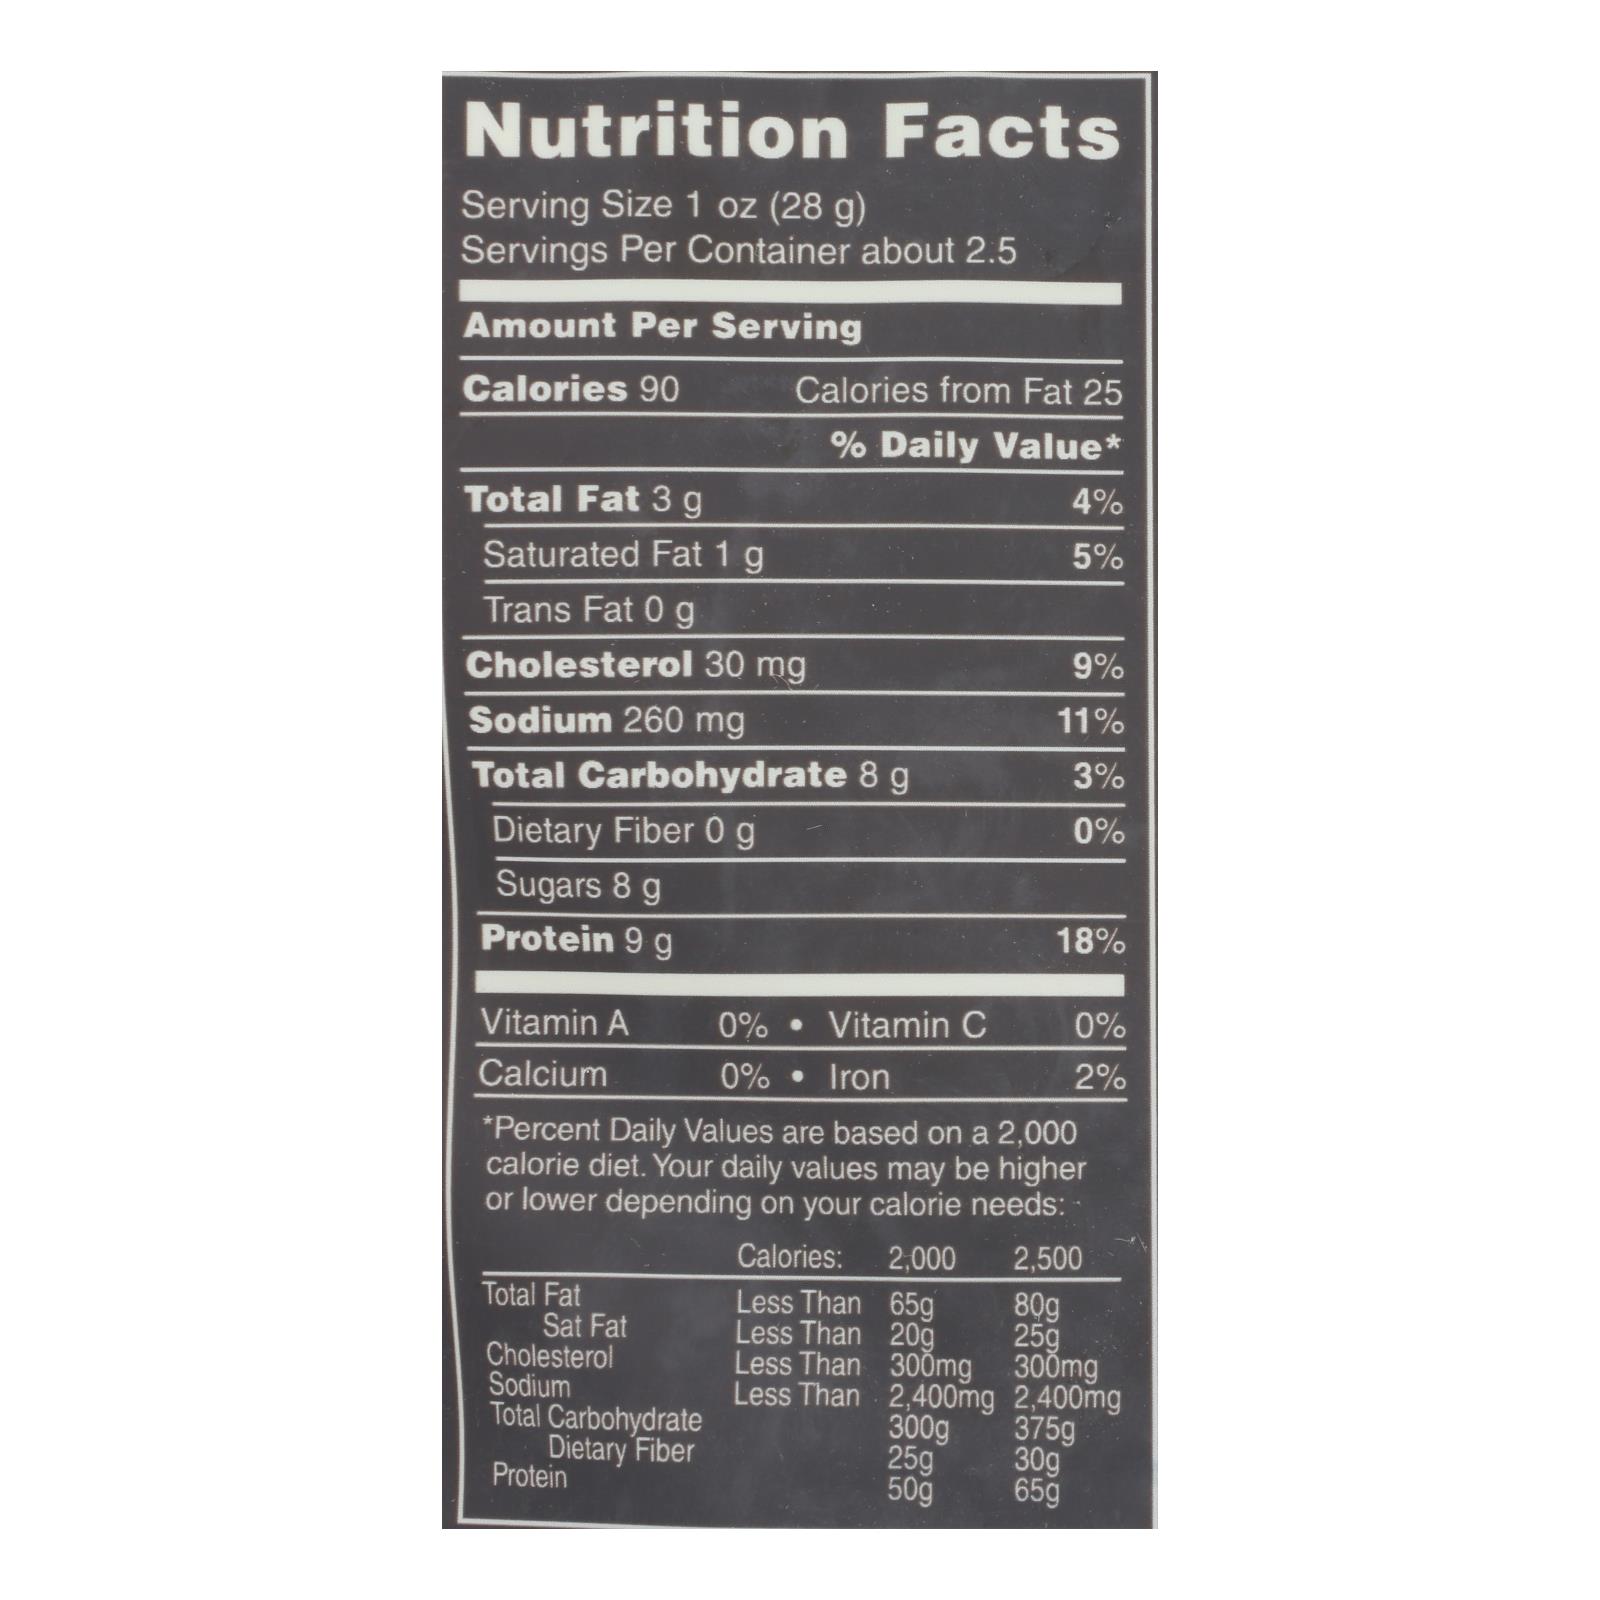 Nutrition Facts
Serving Size 1 oz (28 g)
Servings Per Container about 2.5
Amount Per Serving
Calories 90 Calories from Fat 25
% Daily Value*
Total Fat 3 g 4%
Saturated Fat 1 g 5%
Trans Fat 0 g
Cholesterol 30 mg 9%
Sodium 260 mg 11%
Total Carbohydrate 8 g 3%
Dietary Fiber 0 g 0%
Sugars 8 g
Protein 9 g 18%
Vitamin A 0% • Vitamin C 0%
Calcium 0% • Iron 2%
*Percent Daily Values are based on a 2,000
calorie diet. Your daily values may be higher
or lower depending on your calorie needs:
Calories: 2,000 2,500
Total Fat Less Than 65g 80g
Sat Fat Less Than 20g 25g
Cholesterol Less Than 300mg 300mg
Sodium Less Than 2,400mg 2,400mg
Total Carbohydrate 300g 375g
Dietary Fiber 25g 30g
Protein 50g 65g